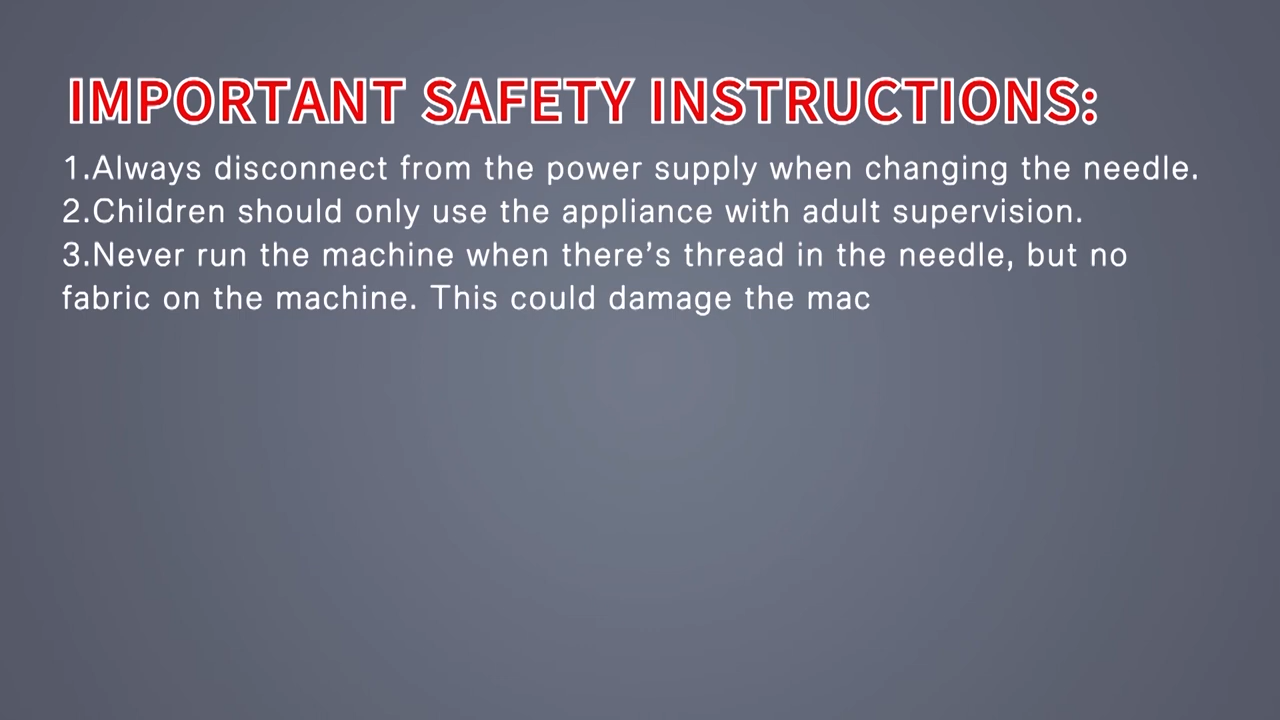 IMPORTANT SAFETY INSTRUCTIONS:
1.Always disconnect from the power supply when changing the needle.
2.Children should only use the appliance with adult supervision.
3.Never run the machine when there’s thread in the needle, but no
fabric on the machine. This could damage the mac